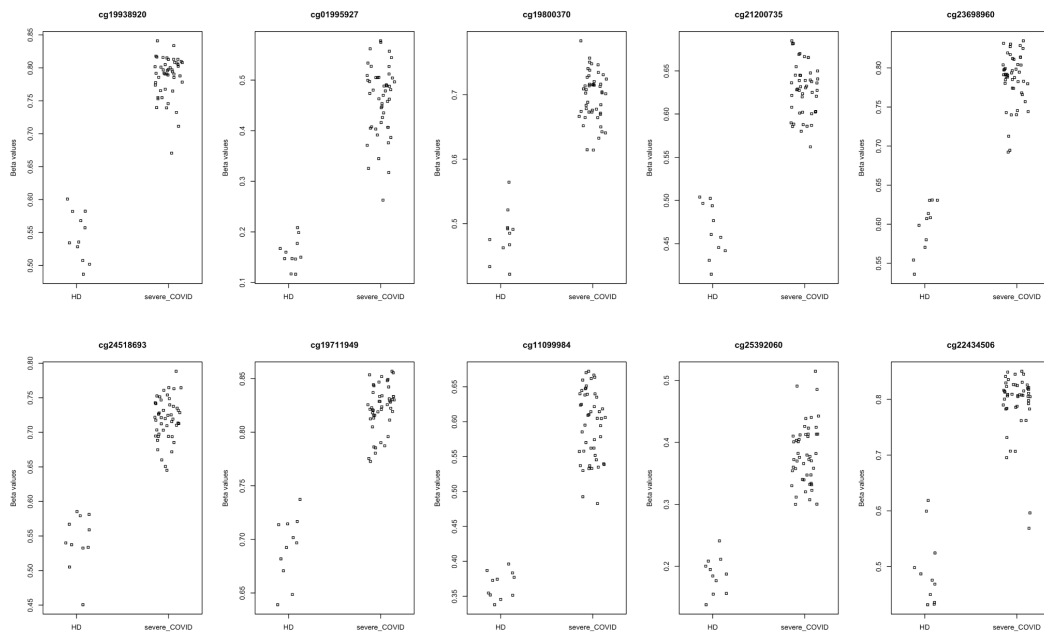 cg19938920
Beta values
0.85
0.80
0.75
0.70
0.65
0.60
0.55
0.50
HD
severe_COVID
cg01995927
Beta values
0.5
0.4
0.3
0.2
0.1
HD
severe_COVID
cg19800370
Beta values
0.7
0.6
0.5
HD
severe_COVID
cg21200735
Beta values
0.65
0.60
0.55
0.50
0.45
HD
severe_COVID
cg23698960
Beta values
0.80
0.75
0.70
0.65
0.60
0.55
HD
severe_COVID
cg24518693
Beta values
0.80
0.75
0.70
0.65
0.60
0.55
0.50
0.45
HD
severe_COVID
cg19711949
Beta values
0.85
0.80
0.75
0.70
0.65
HD
severe_COVID
cg11099984
Beta values
0.65
0.60
0.55
0.50
0.45
0.40
0.35
HD
severe_COVID
cg25392060
Beta values
0.5
0.4
0.3
0.2
HD
severe_COVID
cg22434506
Beta values
0.8
0.7
0.6
0.5
HD
severe_COVID